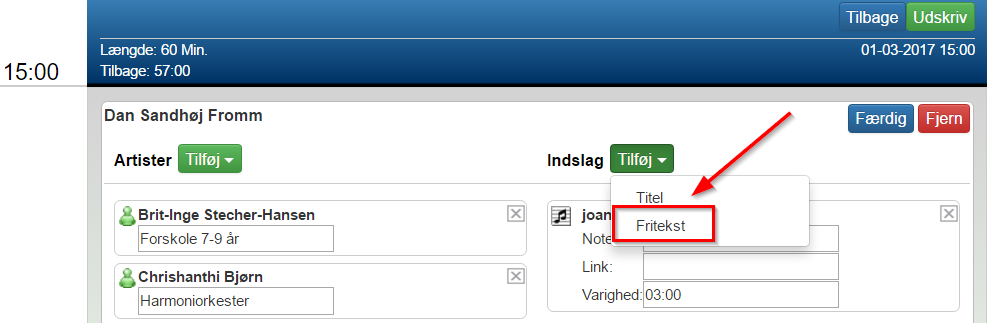 Tilbage Udskriv
Længde: 60 Min. 01-03-2017 15:00
15:00 Tilbage: 57:00
Dan Sandhøj Fromm Færdig Fjern
Artister Tilføj Indslag Tilføj
Titel
Fritekst
Brit-Inge Stecher-Hansen
Forskole 7-9 år
Chrishanthi Bjørn
Harmoniorkester
joan
Note
Link:
Varighed: 03:00